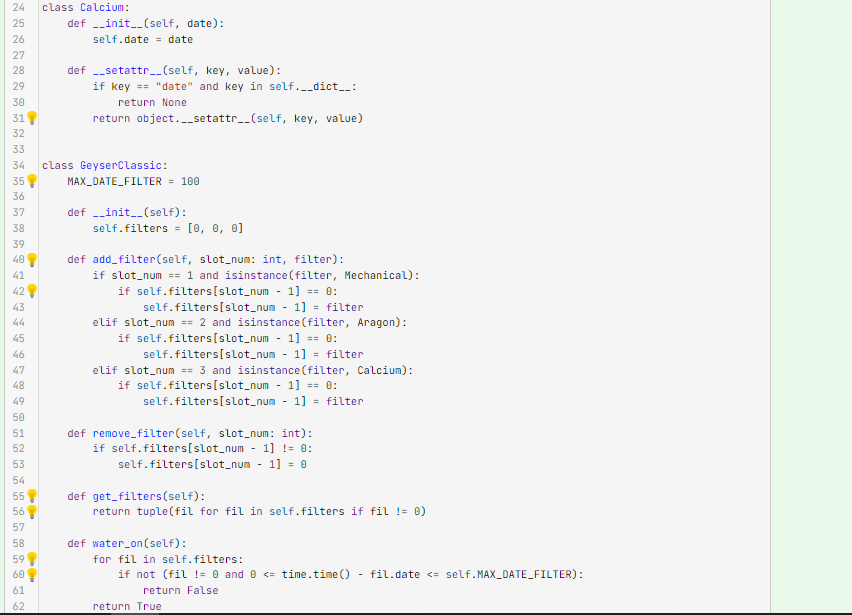 24 class Calcium:
25     def __init__(self, date):
26         self.date = date
27
28     def __setattr__(self, key, value):
29         if key == "date" and key in self.__dict__:
30             return None
31         return object.__setattr__(self, key, value)
32
33
34 class GeyserClassic:
35     MAX_DATE_FILTER = 100
36
37     def __init__(self):
38         self.filters = [0, 0, 0]
39
40     def add_filter(self, slot_num: int, filter):
41         if slot_num == 1 and isinstance(filter, Mechanical):
42             if self.filters[slot_num - 1] == 0:
43                 self.filters[slot_num - 1] = filter
44         elif slot_num == 2 and isinstance(filter, Aragon):
45             if self.filters[slot_num - 1] == 0:
46                 self.filters[slot_num - 1] = filter
47         elif slot_num == 3 and isinstance(filter, Calcium):
48             if self.filters[slot_num - 1] == 0:
49                 self.filters[slot_num - 1] = filter
50
51     def remove_filter(self, slot_num: int):
52         if self.filters[slot_num - 1] != 0:
53             self.filters[slot_num - 1] = 0
54
55     def get_filters(self):
56         return tuple(fil for fil in self.filters if fil != 0)
57
58     def water_on(self):
59         for fil in self.filters:
60             if not (fil != 0 and 0 <= time.time() - fil.date <= self.MAX_DATE_FILTER):
61                 return False
62         return True